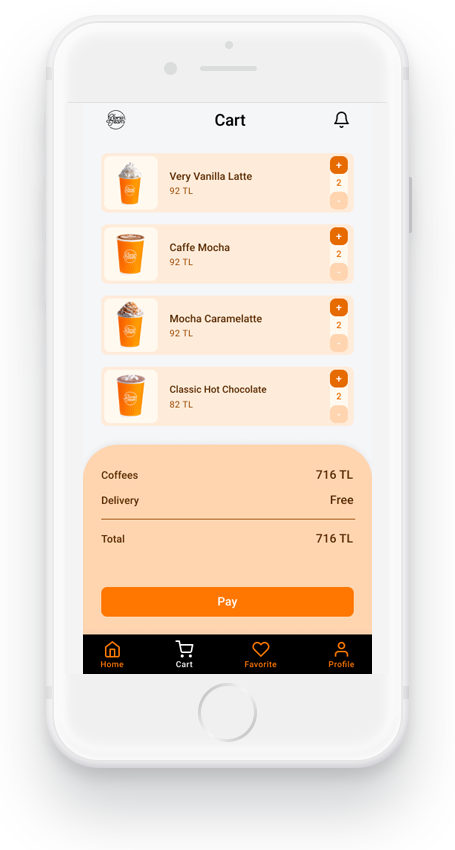 Cart
Very Vanilla Latte
92 TL
+
2
-
Caffe Mocha
92 TL
+
2
-
Mocha Caramelatte
92 TL
+
2
-
Classic Hot Chocolate
82 TL
+
2
-
Coffees 716 TL
Delivery Free
Total 716 TL
Pay
Home Cart Favorite Profile